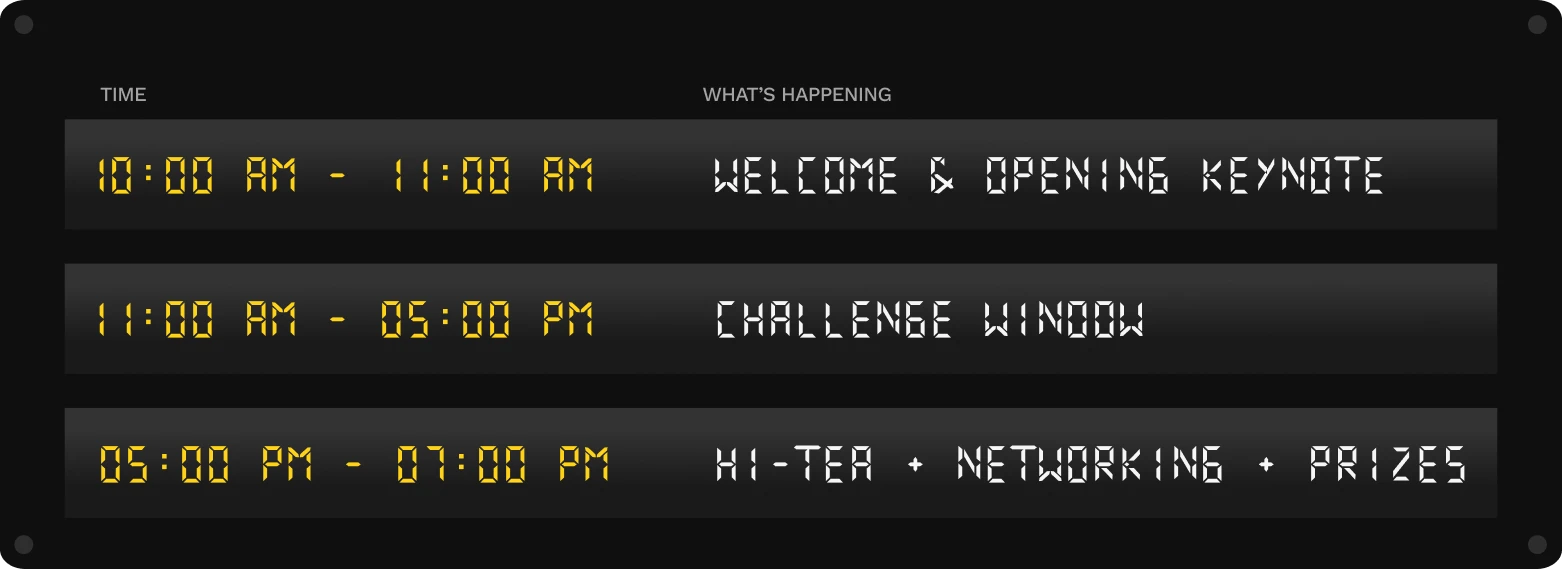 TIME WHAT'S HAPPENING
10:00 AM - 11:00 AM WELCOME & OPENING KEYNOTE
11:00 AM - 05:00 PM CHALLENGE WINDOW
05:00 PM - 07:00 PM HI-TEA + NETWORKING + PRIZES